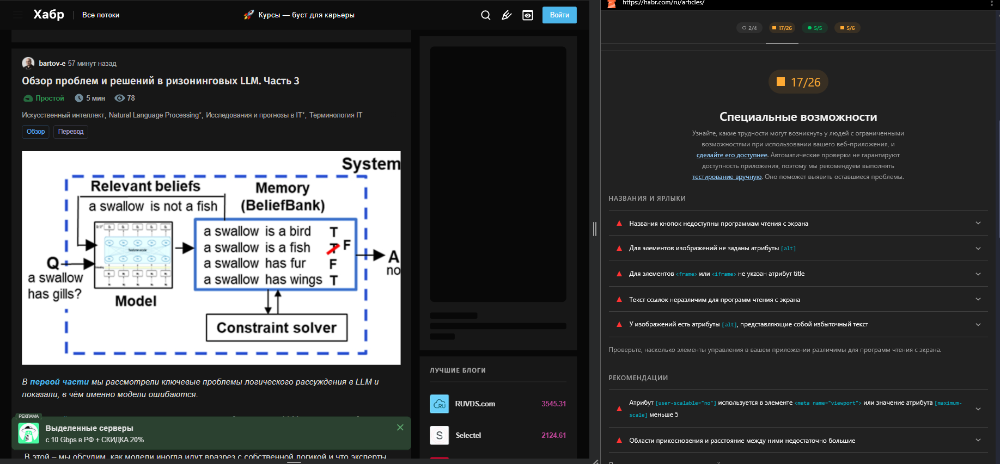 Хабр
Все потоки
Курсы — буст для карьеры
Войти
bartov-e 57 минут назад
Обзор проблем и решений в ризонинговых LLM. Часть 3
Простой
5 мин
78
Искусственный интеллект, Natural Language Processing*, Исследования и прогнозы в IT*, Терминология IT
Обзор
Перевод
System
Relevant beliefs
a swallow is not a fish
Memory
(BeliefBank)
a swallow is a bird T
a swallow is a fish T F
a swallow has fur F
a swallow has wings T
Q
a swallow
has gills?
Model
A
no
Constraint solver
В первой части мы рассмотрели ключевые проблемы логического рассуждения в LLM и
показали, в чём именно модели ошибаются.
РЕКЛАМА
Выделенные серверы
с 10 Gbps в РФ + СКИДКА 20%
В этой – мы обсудим, как модели иногда идут вразрез с собственной логикой и что эксперты
ЛУЧШИЕ БЛОГИ
RUVDS.com 3545.31
Selectel 2124.61
https://habr.com/ru/articles/
2/4
17/26
5/5
5/6
17/26
Специальные возможности
Узнайте, какие трудности могут возникнуть у людей с ограниченными
возможностями при использовании вашего веб-приложения, и
сделайте его доступнее. Автоматические проверки не гарантируют
доступность приложения, поэтому мы рекомендуем выполнять
тестирование вручную. Оно поможет выявить оставшиеся проблемы.
НАЗВАНИЯ И ЯРЛЫКИ
Названия кнопок недоступны программам чтения с экрана
Для элементов изображений не заданы атрибуты [alt]
Для элементов <frame> или <iframe> не указан атрибут title
Текст ссылок неразличим для программ чтения с экрана
У изображений есть атрибуты [alt], представляющие собой избыточный текст
Проверьте, насколько элементы управления в вашем приложении различимы для программ чтения с экрана.
РЕКОМЕНДАЦИИ
Атрибут [user-scalable="no"] используется в элементе <meta name="viewport"> или значение атрибута [maximum-
scale] меньше 5
Области прикосновения и расстояние между ними недостаточно большие